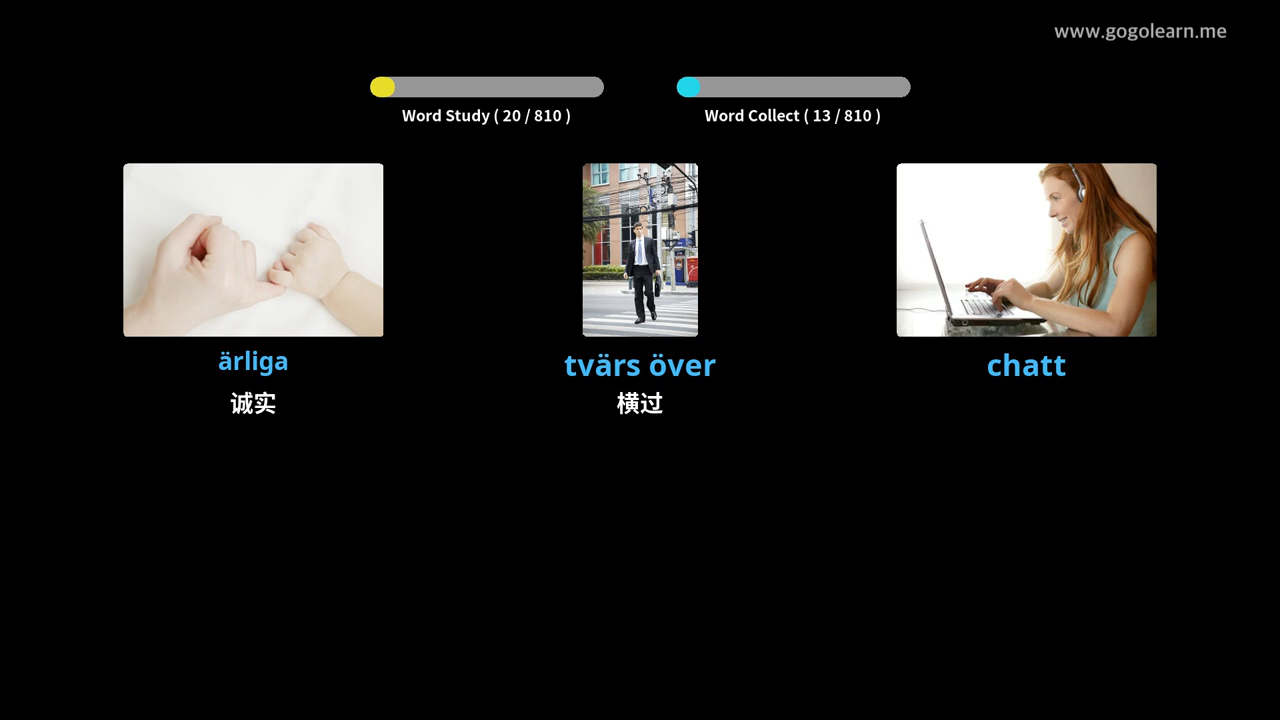 www.gogolearn.me
Word Study ( 20 / 810 )
Word Collect ( 13 / 810 )
ärliga
tvärs över
chatt
诚实
横过